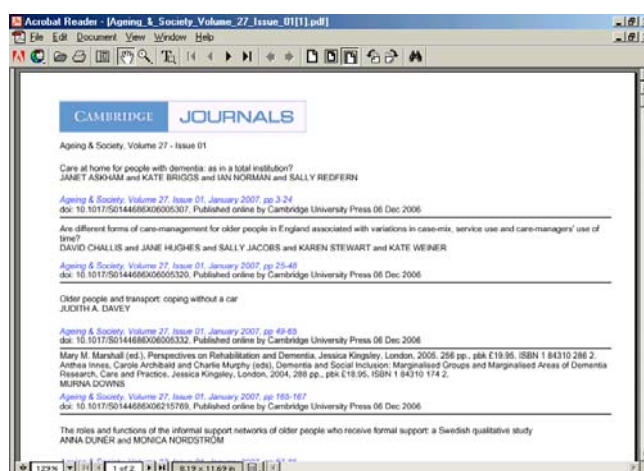 Acrobat Reader - [Ageing_&_Society_Volume_27_Issue_01[1].pdf]
File Edit Document View Window Help
CAMBRIDGE JOURNALS
Ageing & Society, Volume 27 - Issue 01
Care at home for people with dementia: as in a total institution?
JANET ASKHAM and KATE BRIGGS and IAN NORMAN and SALLY REDFERN
Ageing & Society, Volume 27, Issue 01, January 2007, pp 3-24
doi: 10.1017/S0144686X06005307, Published online by Cambridge University Press 06 Dec 2006
Are different forms of care-management for older people in England associated with variations in case-mix, service use and care-managers' use of
time?
DAVID CHALLIS and JANE HUGHES and SALLY JACOBS and KAREN STEWART and KATE WEINER
Ageing & Society, Volume 27, Issue 01, January 2007, pp 25-48
doi: 10.1017/S0144686X06005320, Published online by Cambridge University Press 06 Dec 2006
Older people and transport: coping without a car
JUDITH A. DAVEY
Ageing & Society, Volume 27, Issue 01, January 2007, pp 49-65
doi: 10.1017/S0144686X06005332, Published online by Cambridge University Press 06 Dec 2006
Mary M. Marshall (ed.), Perspectives on Rehabilitation and Dementia, Jessica Kingsley, London, 2005, 256 pp., pbk £19.95, ISBN 1 84310 286 2.
Anthea Innes, Carole Archibald and Charlie Murphy (eds), Dementia and Social Inclusion: Marginalised Groups and Marginalised Areas of Dementia
Research, Care and Practice, Jessica Kingsley, London, 2004, 288 pp., pbk £18.95, ISBN 1 84310 174 2.
MURNA DOWNS
Ageing & Society, Volume 27, Issue 01, January 2007, pp 165-167
doi: 10.1017/S0144686X06215769, Published online by Cambridge University Press 06 Dec 2006
The roles and functions of the informal support networks of older people who receive formal support: a Swedish qualitative study
ANNA DUNÉR and MONICA NORDSTRÖM
129% 1 of 2 8.19 x 11.69 in